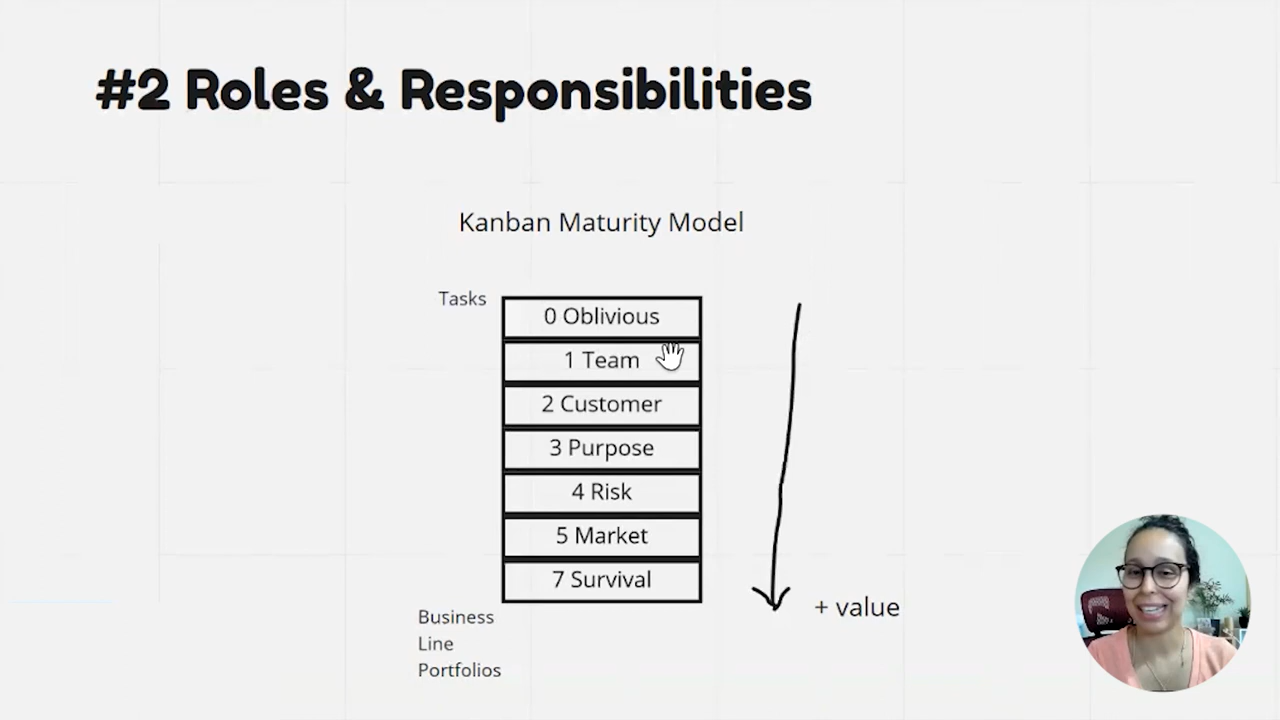 #2 Roles & Responsibilities
Kanban Maturity Model
Tasks
0 Oblivious
1 Team
2 Customer
3 Purpose
4 Risk
5 Market
7 Survival
Business
Line
Portfolios
+ value